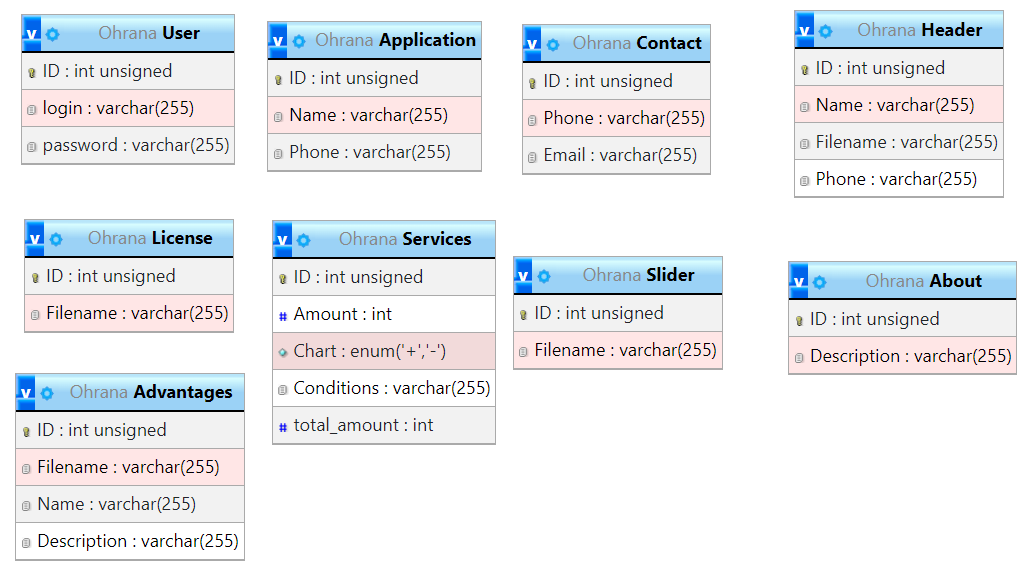 v Ohrana User
ID : int unsigned
login : varchar(255)
password : varchar(255)
v Ohrana Application
ID : int unsigned
Name : varchar(255)
Phone : varchar(255)
v Ohrana Contact
ID : int unsigned
Phone : varchar(255)
Email : varchar(255)
v Ohrana Header
ID : int unsigned
Name : varchar(255)
Filename : varchar(255)
Phone : varchar(255)
v Ohrana License
ID : int unsigned
Filename : varchar(255)
v Ohrana Services
ID : int unsigned
# Amount : int
Chart : enum('+','-')
Conditions : varchar(255)
# total_amount : int
v Ohrana Slider
ID : int unsigned
Filename : varchar(255)
v Ohrana About
ID : int unsigned
Description : varchar(255)
v Ohrana Advantages
ID : int unsigned
Filename : varchar(255)
Name : varchar(255)
Description : varchar(255)